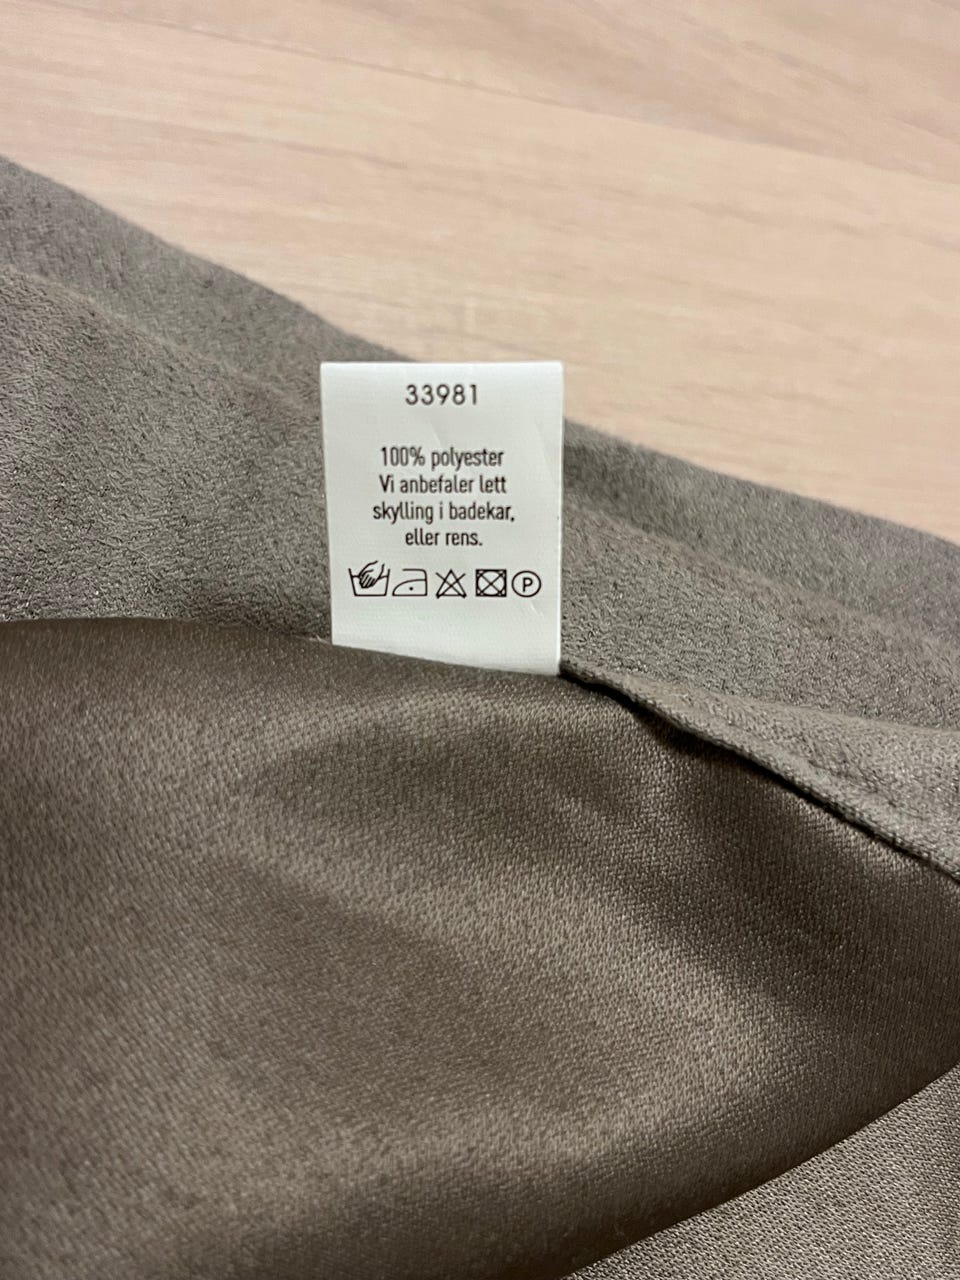 33981
100% polyester
Vi anbefaler lett
skylling i badekar,
eller rens.
P